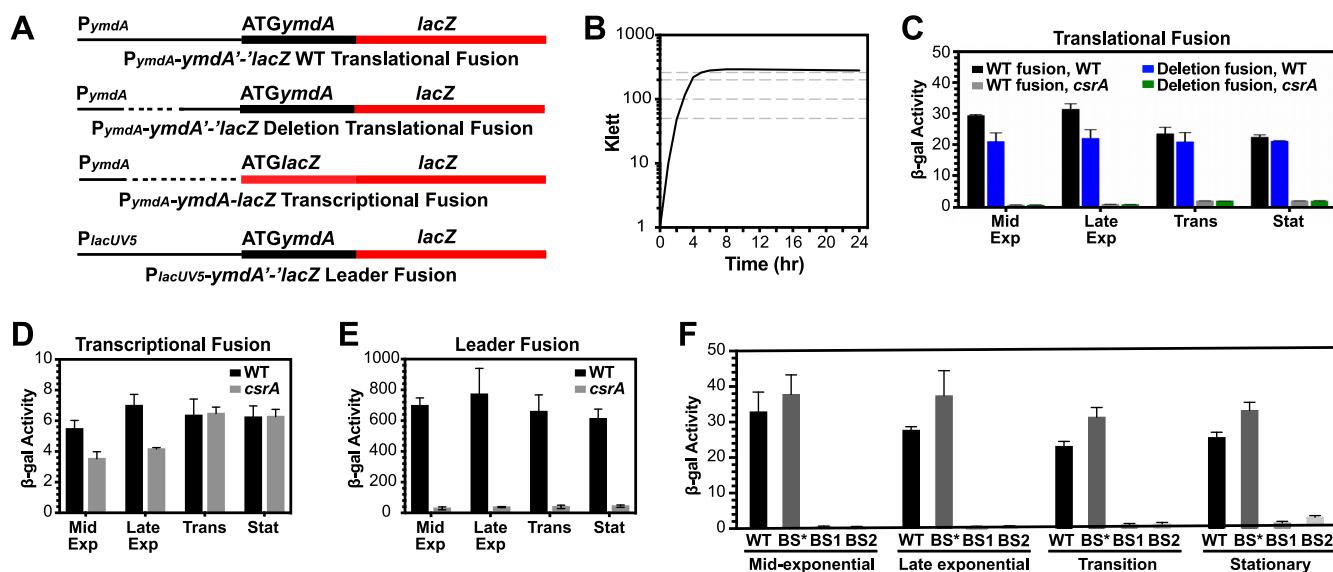 A
PymdA ATGymdA lacZ
PymdA-ymdA'-'lacZ WT Translational Fusion
PymdA ATGymdA lacZ
PymdA-ymdA'-'lacZ Deletion Translational Fusion
PymdA ATGlacZ lacZ
PymdA-ymdA-lacZ Transcriptional Fusion
PlacUV5 ATGymdA lacZ
PlacUV5-ymdA'-'lacZ Leader Fusion
B
Klett
1000
100
10
1
0 4 8 12 16 20 24
Time (hr)
C
Translational Fusion
β-gal Activity
50
40
30
20
10
0
WT fusion, WT
WT fusion, csrA
Deletion fusion, WT
Deletion fusion, csrA
Mid Late Trans Stat
Exp Exp
D
Transcriptional Fusion
β-gal Activity
10
8
6
4
2
0
WT
csrA
Mid Late Trans Stat
Exp Exp
E
Leader Fusion
β-gal Activity
1000
800
600
400
200
0
WT
csrA
Mid Late Trans Stat
Exp Exp
F
β-gal Activity
50
40
30
20
10
0
WT BS* BS1 BS2 WT BS* BS1 BS2 WT BS* BS1 BS2 WT BS* BS1 BS2
Mid-exponential Late exponential Transition Stationary